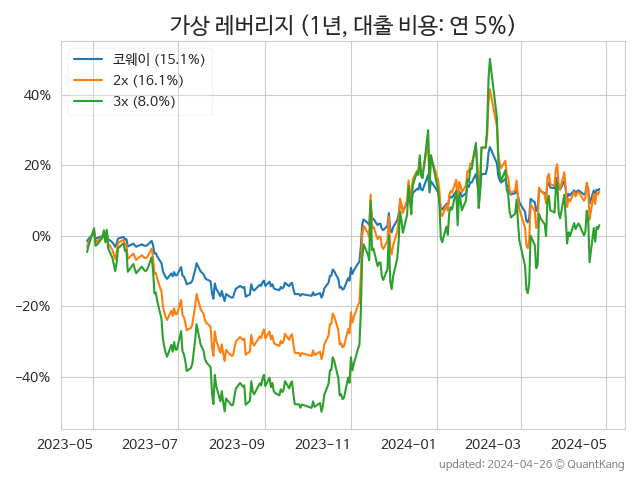 가상 레버리지 (1년, 대출 비용: 연 5%)
코웨이 (15.1%)
2x (16.1%)
3x (8.0%)
40%
20%
0%
−20%
−40%
2023-05 2023-07 2023-09 2023-11 2024-01 2024-03 2024-05
updated: 2024-04-26 © QuantKang